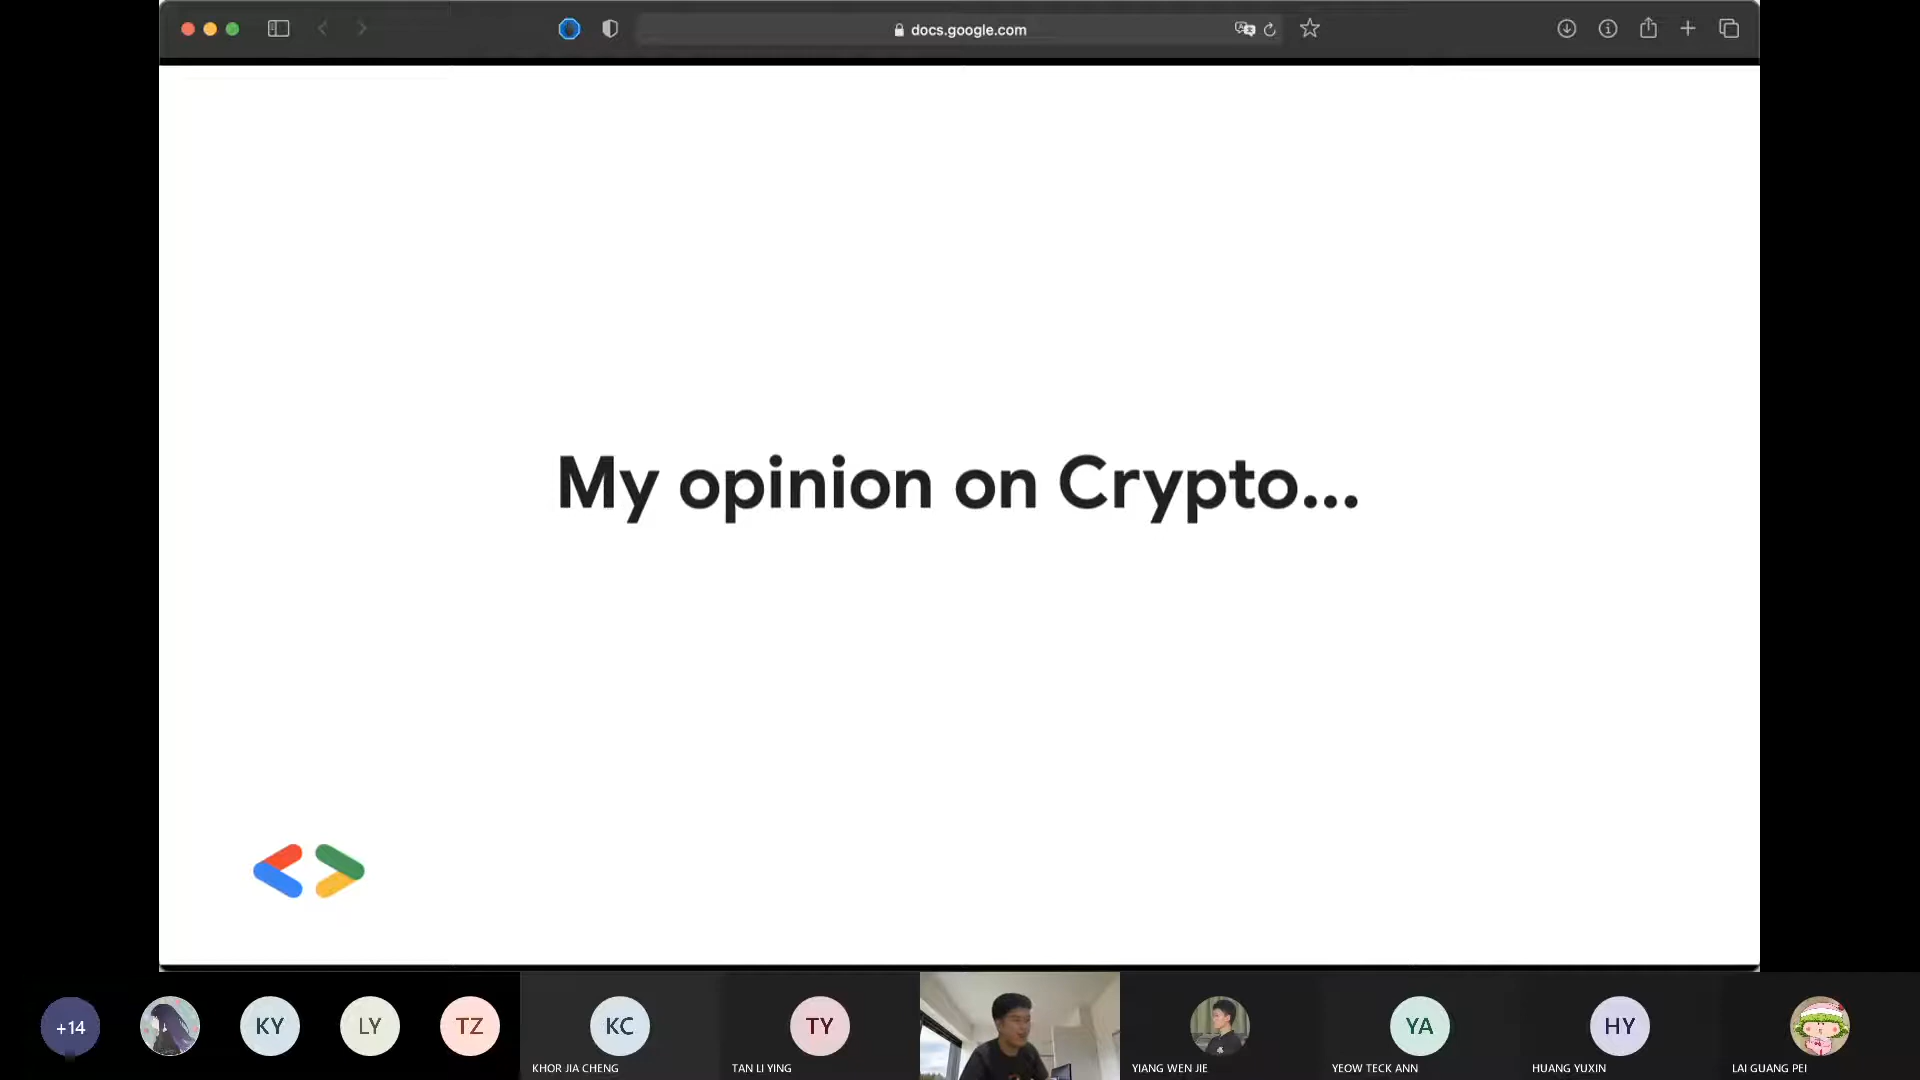 docs.google.com
My opinion on Crypto...
+14
KY
LY
TZ
KC
TY
YA
HY
KHOR JIA CHENG
TAN LI YING
YIANG WEN JIE
YEOW TECK ANN
HUANG YUXIN
LAI GUANG PEI